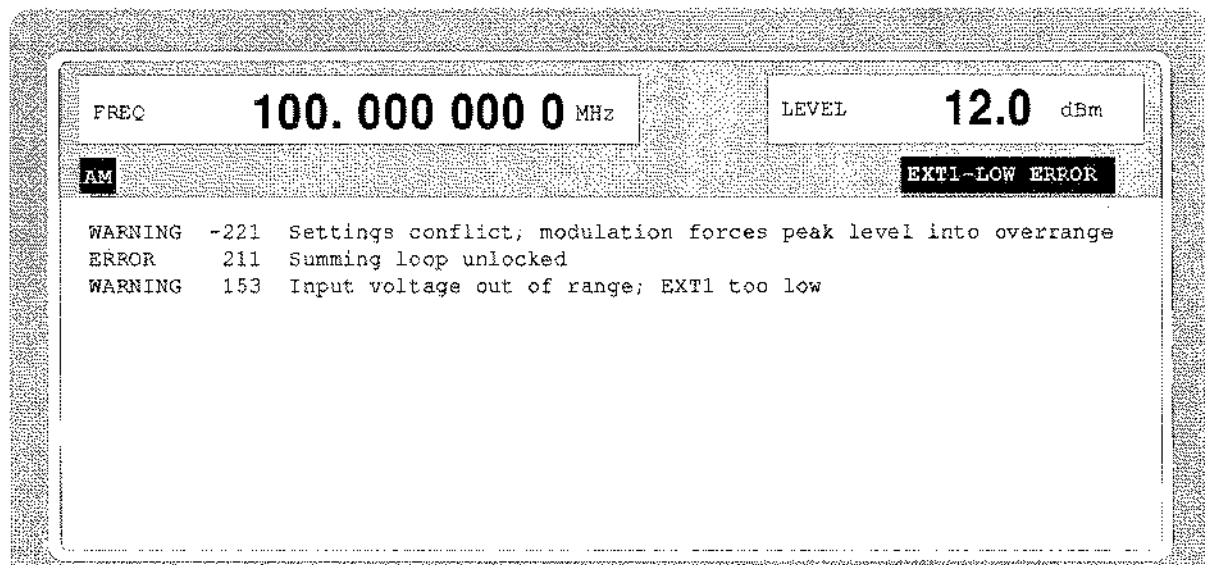 FREQ 100. 000 000 0 MHz LEVEL 12.0 dBm
AM EXT1-LOW ERROR
WARNING -221 Settings conflict; modulation forces peak level into overrange
ERROR 211 Summing loop unlocked
WARNING 153 Input voltage out of range; EXT1 too low